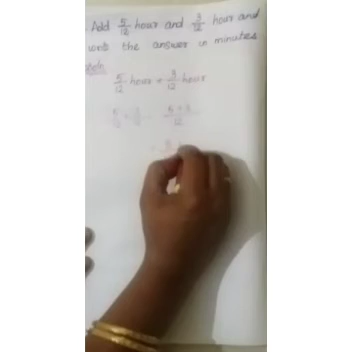 Add 5/12 hour and 3/12 hour and
write the answer in minutes
5/12 hour + 3/12 hour
5/12 + 3/12 5+3/12